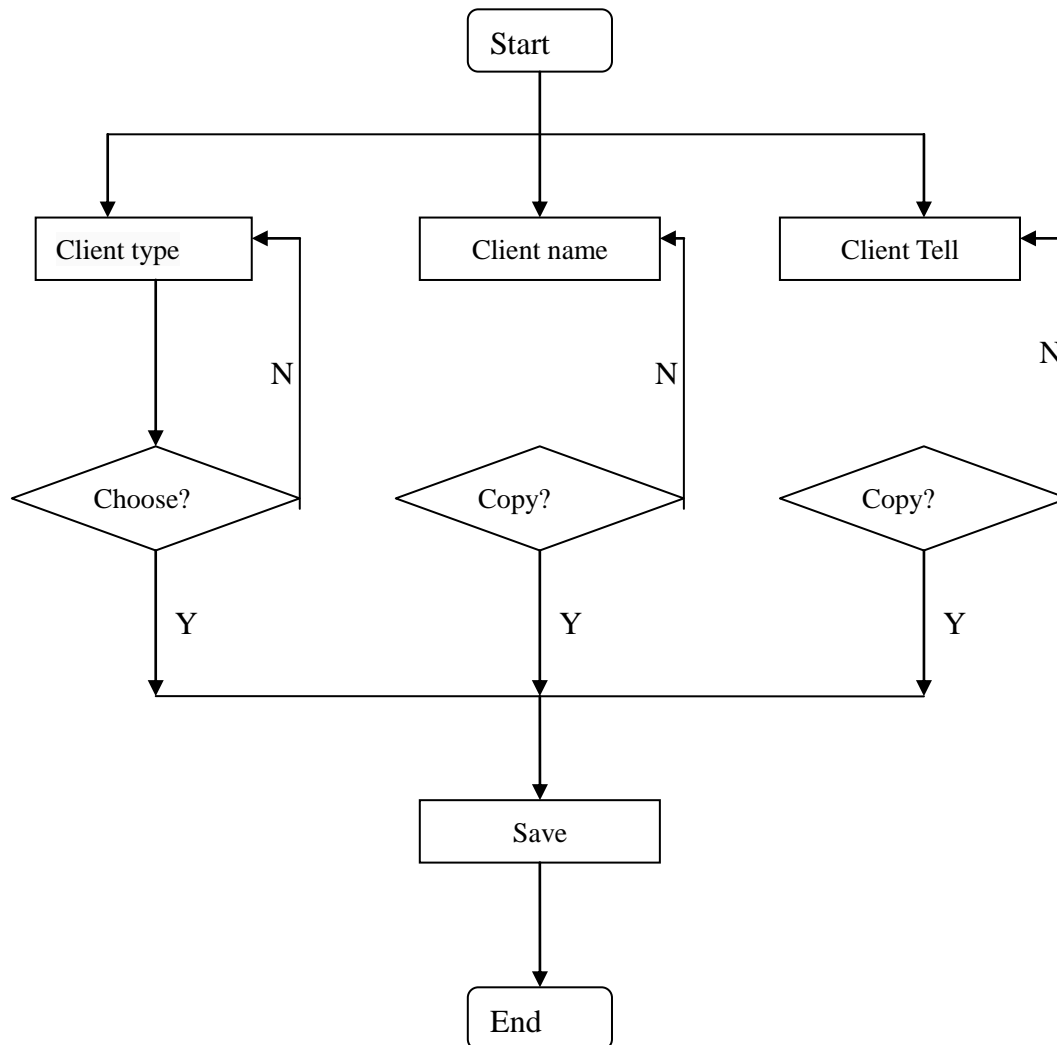 Start
Client type
Client name
Client Tell
N
N
N
Choose?
Copy?
Copy?
Y
Y
Y
Save
End